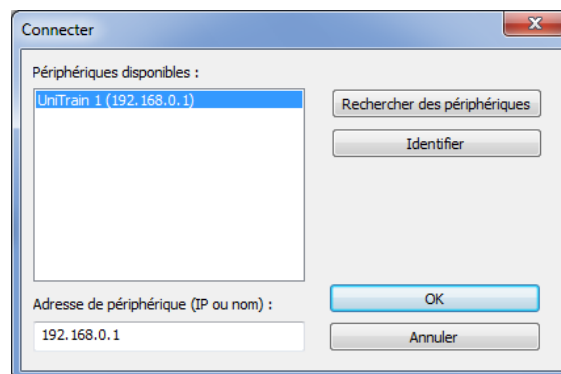 Connecter
Périphériques disponibles :
UniTrain 1 (192.168.0.1)
Rechercher des périphériques
Identifier
Adresse de périphérique (IP ou nom) :
192.168.0.1
OK
Annuler